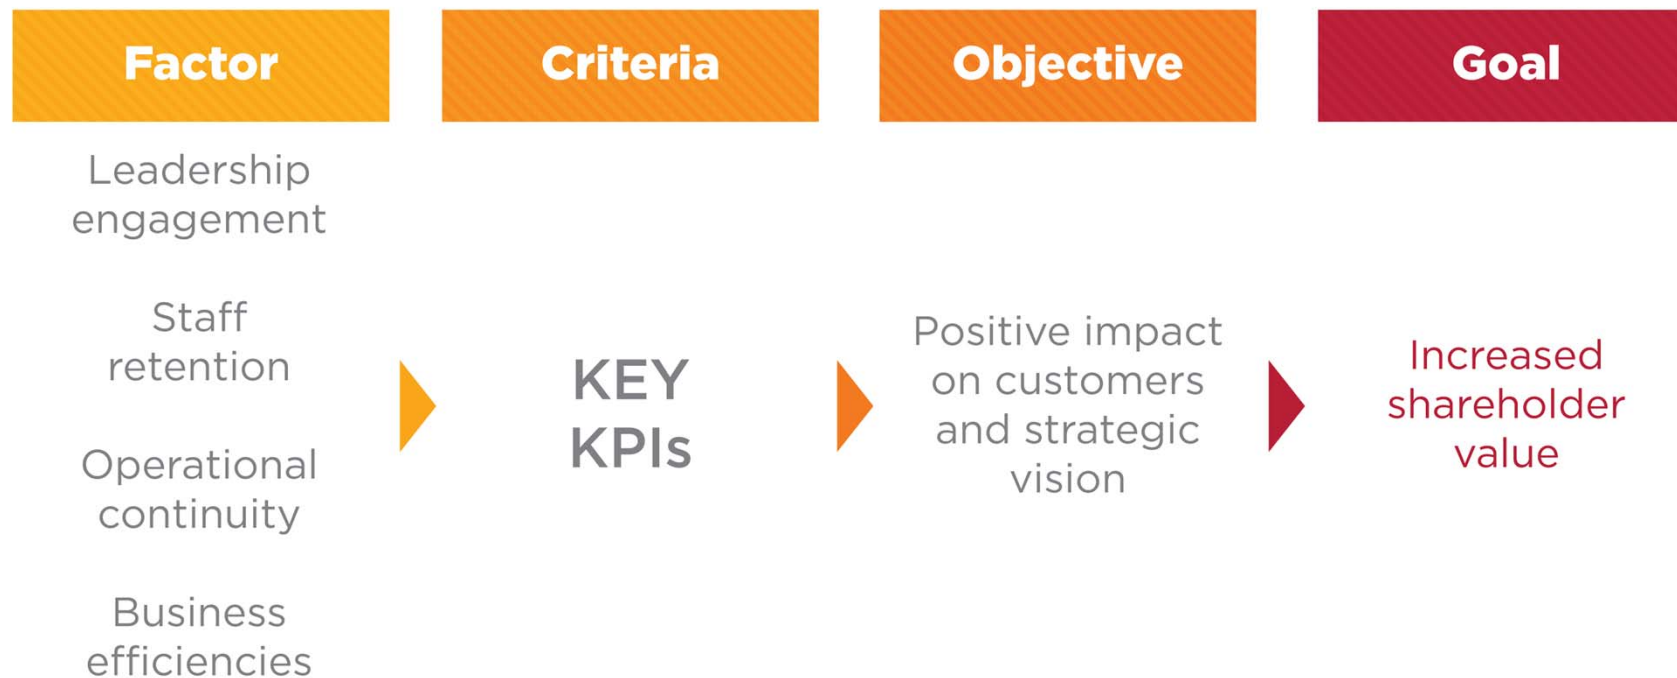 Factor
Criteria
Objective
Goal
Leadership
engagement
Staff
retention
Operational
continuity
Business
efficiencies
KEY
KPIs
Positive impact
on customers
and strategic
vision
Increased
shareholder
value